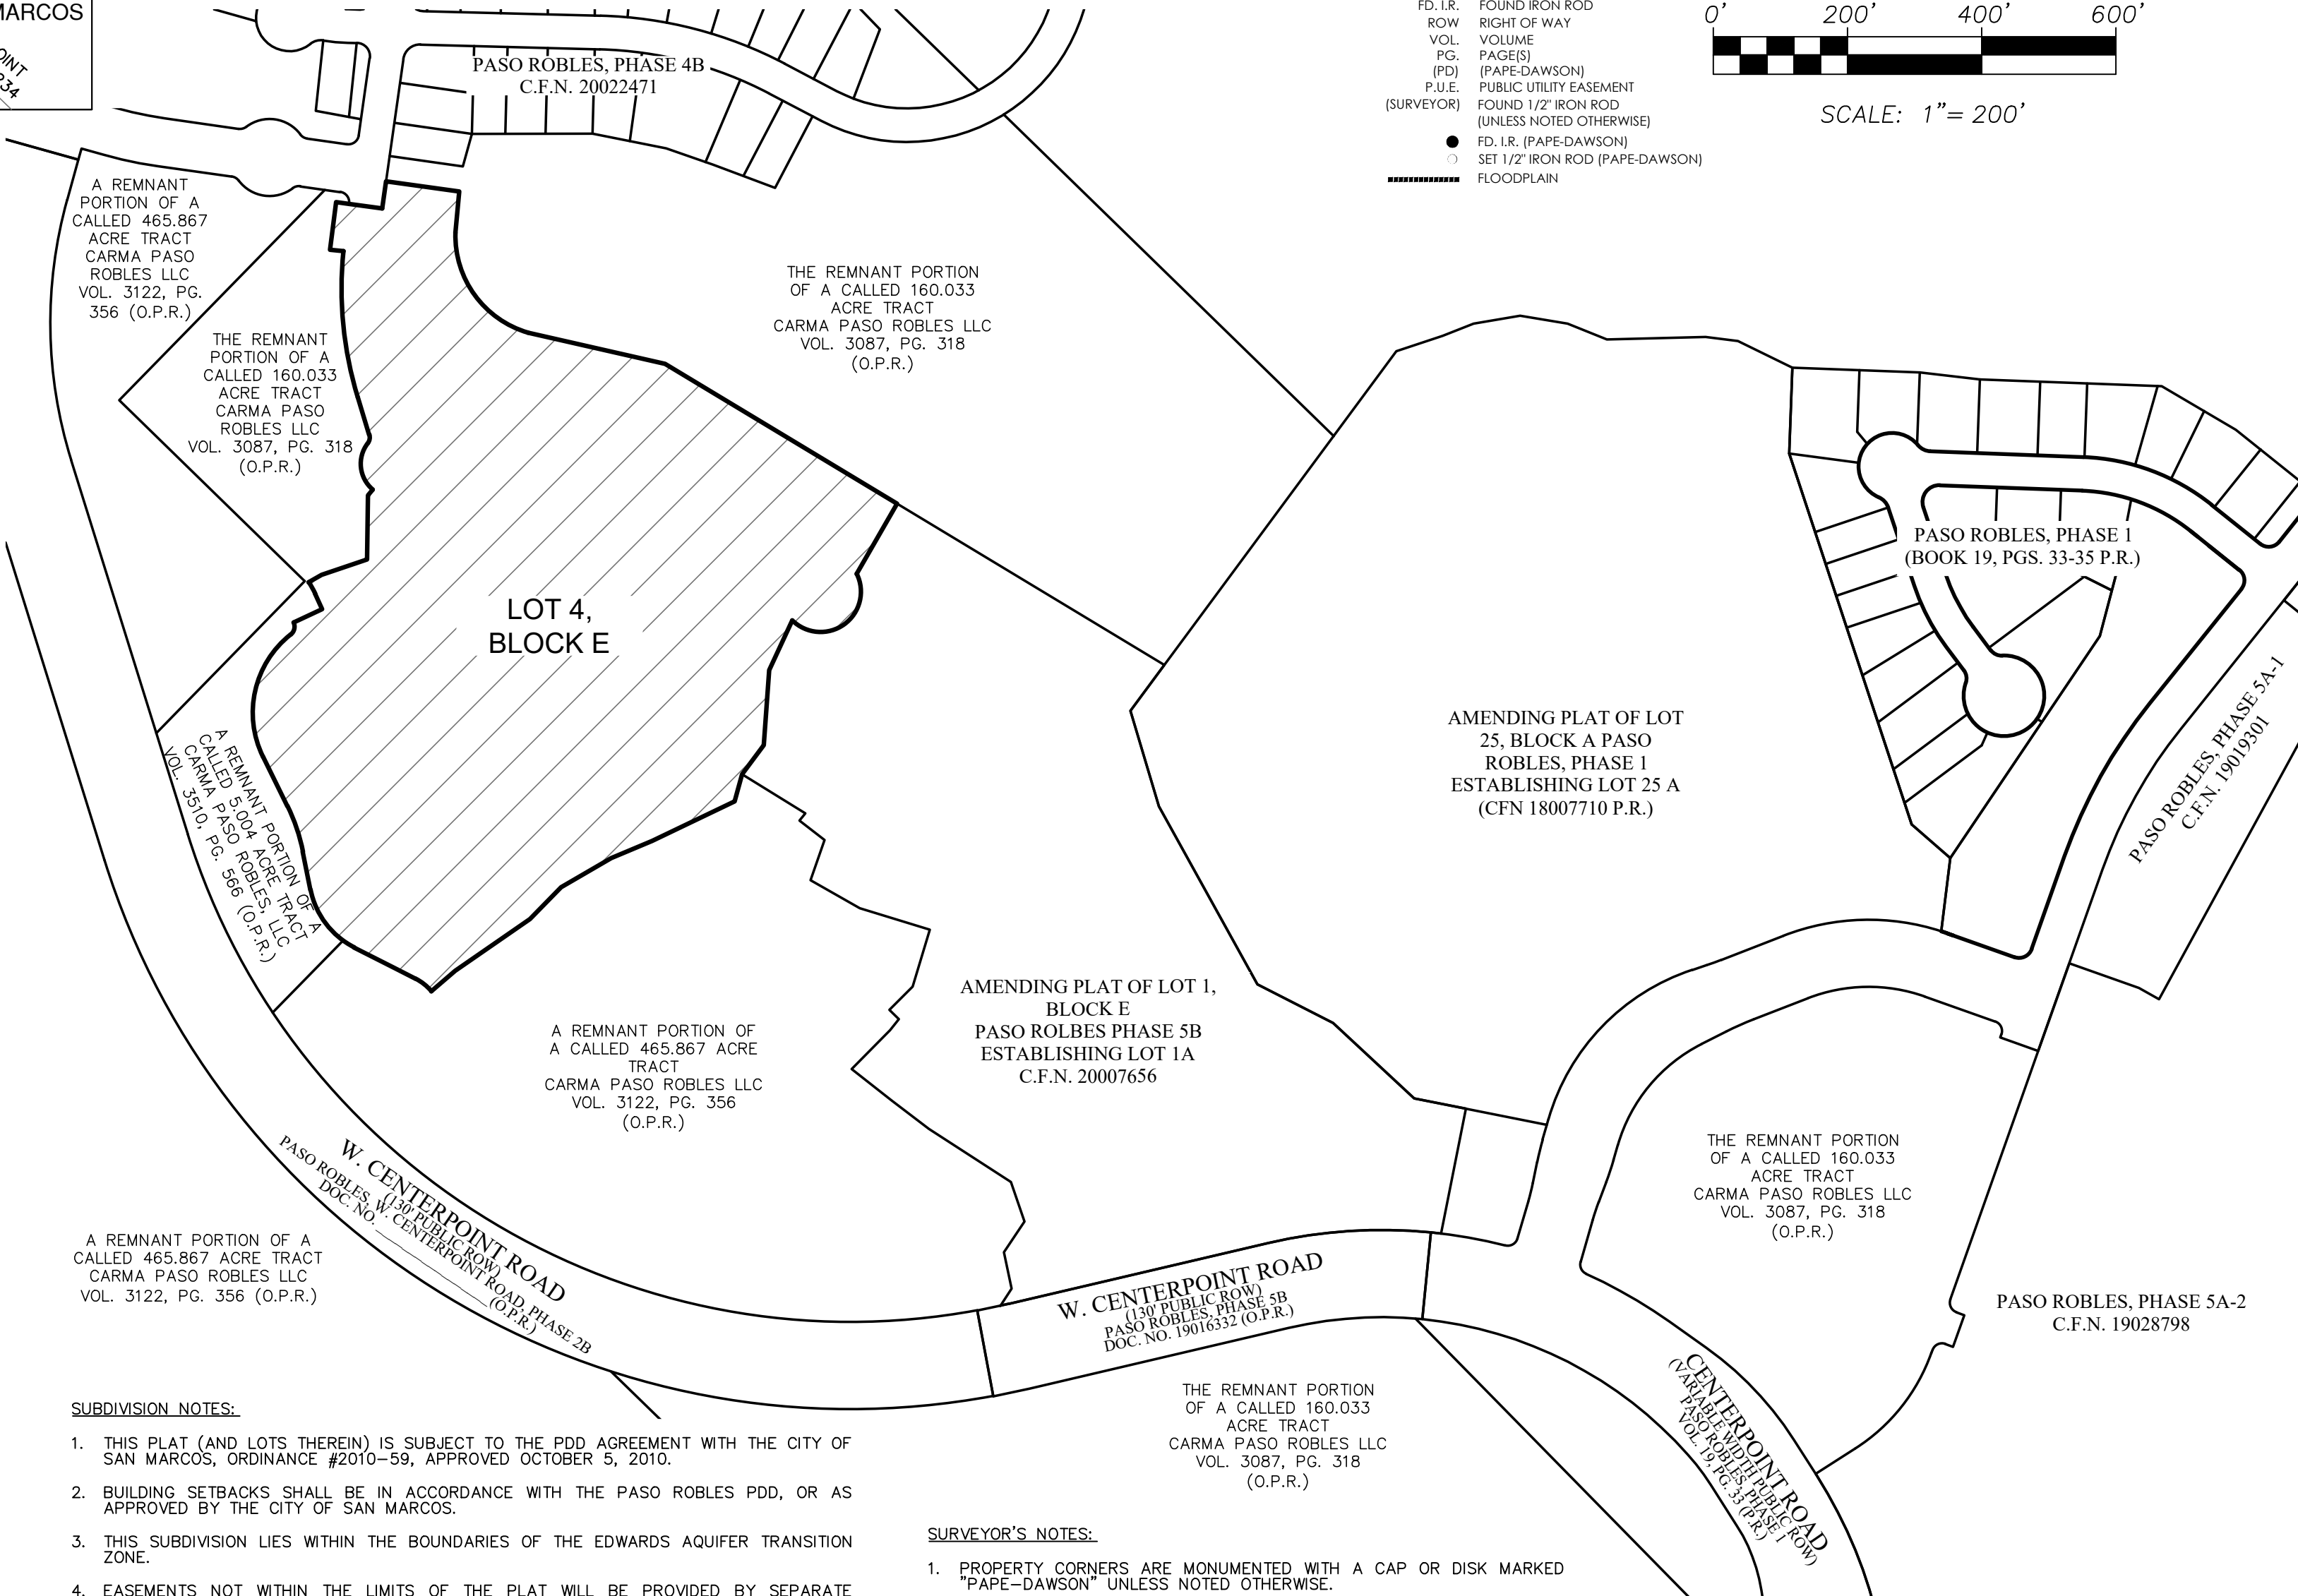 MARCOS
OINT
234
PASO ROBLES, PHASE 4B
C.F.N. 20022471
FD. I.R. FOUND IRON ROD
ROW RIGHT OF WAY
VOL. VOLUME
PG. PAGE(S)
(PD) (PAPE-DAWSON)
P.U.E. PUBLIC UTILITY EASEMENT
(SURVEYOR) FOUND 1/2" IRON ROD
(UNLESS NOTED OTHERWISE)
FD. I.R. (PAPE-DAWSON)
SET 1/2" IRON ROD (PAPE-DAWSON)
FLOODPLAIN
0' 200' 400' 600'
SCALE: 1"= 200'
A REMNANT
PORTION OF A
CALLED 465.867
ACRE TRACT
CARMA PASO
ROBLES LLC
VOL. 3122, PG.
356 (O.P.R.)
THE REMNANT
PORTION OF A
CALLED 160.033
ACRE TRACT
CARMA PASO
ROBLES LLC
VOL. 3087, PG. 318
(O.P.R.)
THE REMNANT PORTION
OF A CALLED 160.033
ACRE TRACT
CARMA PASO ROBLES LLC
VOL. 3087, PG. 318
(O.P.R.)
LOT 4,
BLOCK E
PASO ROBLES, PHASE 1
(BOOK 19, PGS. 33-35 P.R.)
PASO ROBLES, PHASE 5A-1
C.F.N. 19019301
AMENDING PLAT OF LOT
25, BLOCK A PASO
ROBLES, PHASE 1
ESTABLISHING LOT 25 A
(CFN 18007710 P.R.)
A REMNANT PORTION OF A
CALLED 5.004 ACRE TRACT
CARMA PASO ROBLES, LLC
VOL. 3510, PG. 566 (O.P.R.)
A REMNANT PORTION OF
A CALLED 465.867 ACRE
TRACT
CARMA PASO ROBLES LLC
VOL. 3122, PG. 356
(O.P.R.)
AMENDING PLAT OF LOT 1,
BLOCK E
PASO ROLBES PHASE 5B
ESTABLISHING LOT 1A
C.F.N. 20007656
THE REMNANT PORTION
OF A CALLED 160.033
ACRE TRACT
CARMA PASO ROBLES LLC
VOL. 3087, PG. 318
(O.P.R.)
W. CENTERPOINT ROAD
(130' PUBLIC ROW)
PASO ROBLES, W. CENTERPOINT ROAD, PHASE 2B
DOC. NO. ____________ (O.P.R.)
A REMNANT PORTION OF A
CALLED 465.867 ACRE TRACT
CARMA PASO ROBLES LLC
VOL. 3122, PG. 356 (O.P.R.)
W. CENTERPOINT ROAD
(130' PUBLIC ROW)
PASO ROBLES, PHASE 5B
DOC. NO. 19016332 (O.P.R.)
PASO ROBLES, PHASE 5A-2
C.F.N. 19028798
THE REMNANT PORTION
OF A CALLED 160.033
ACRE TRACT
CARMA PASO ROBLES LLC
VOL. 3087, PG. 318
(O.P.R.)
CENTERPOINT ROAD
(VARIABLE WIDTH PUBLIC ROW)
PASO ROBLES, PHASE 1
VOL. 19, PG. 33 (P.R.)
SUBDIVISION NOTES:
1. THIS PLAT (AND LOTS THEREIN) IS SUBJECT TO THE PDD AGREEMENT WITH THE CITY OF
SAN MARCOS, ORDINANCE #2010-59, APPROVED OCTOBER 5, 2010.
2. BUILDING SETBACKS SHALL BE IN ACCORDANCE WITH THE PASO ROBLES PDD, OR AS
APPROVED BY THE CITY OF SAN MARCOS.
3. THIS SUBDIVISION LIES WITHIN THE BOUNDARIES OF THE EDWARDS AQUIFER TRANSITION
ZONE.
4. EASEMENTS NOT WITHIN THE LIMITS OF THE PLAT WILL BE PROVIDED BY SEPARATE
SURVEYOR'S NOTES:
1. PROPERTY CORNERS ARE MONUMENTED WITH A CAP OR DISK MARKED
"PAPE-DAWSON" UNLESS NOTED OTHERWISE.